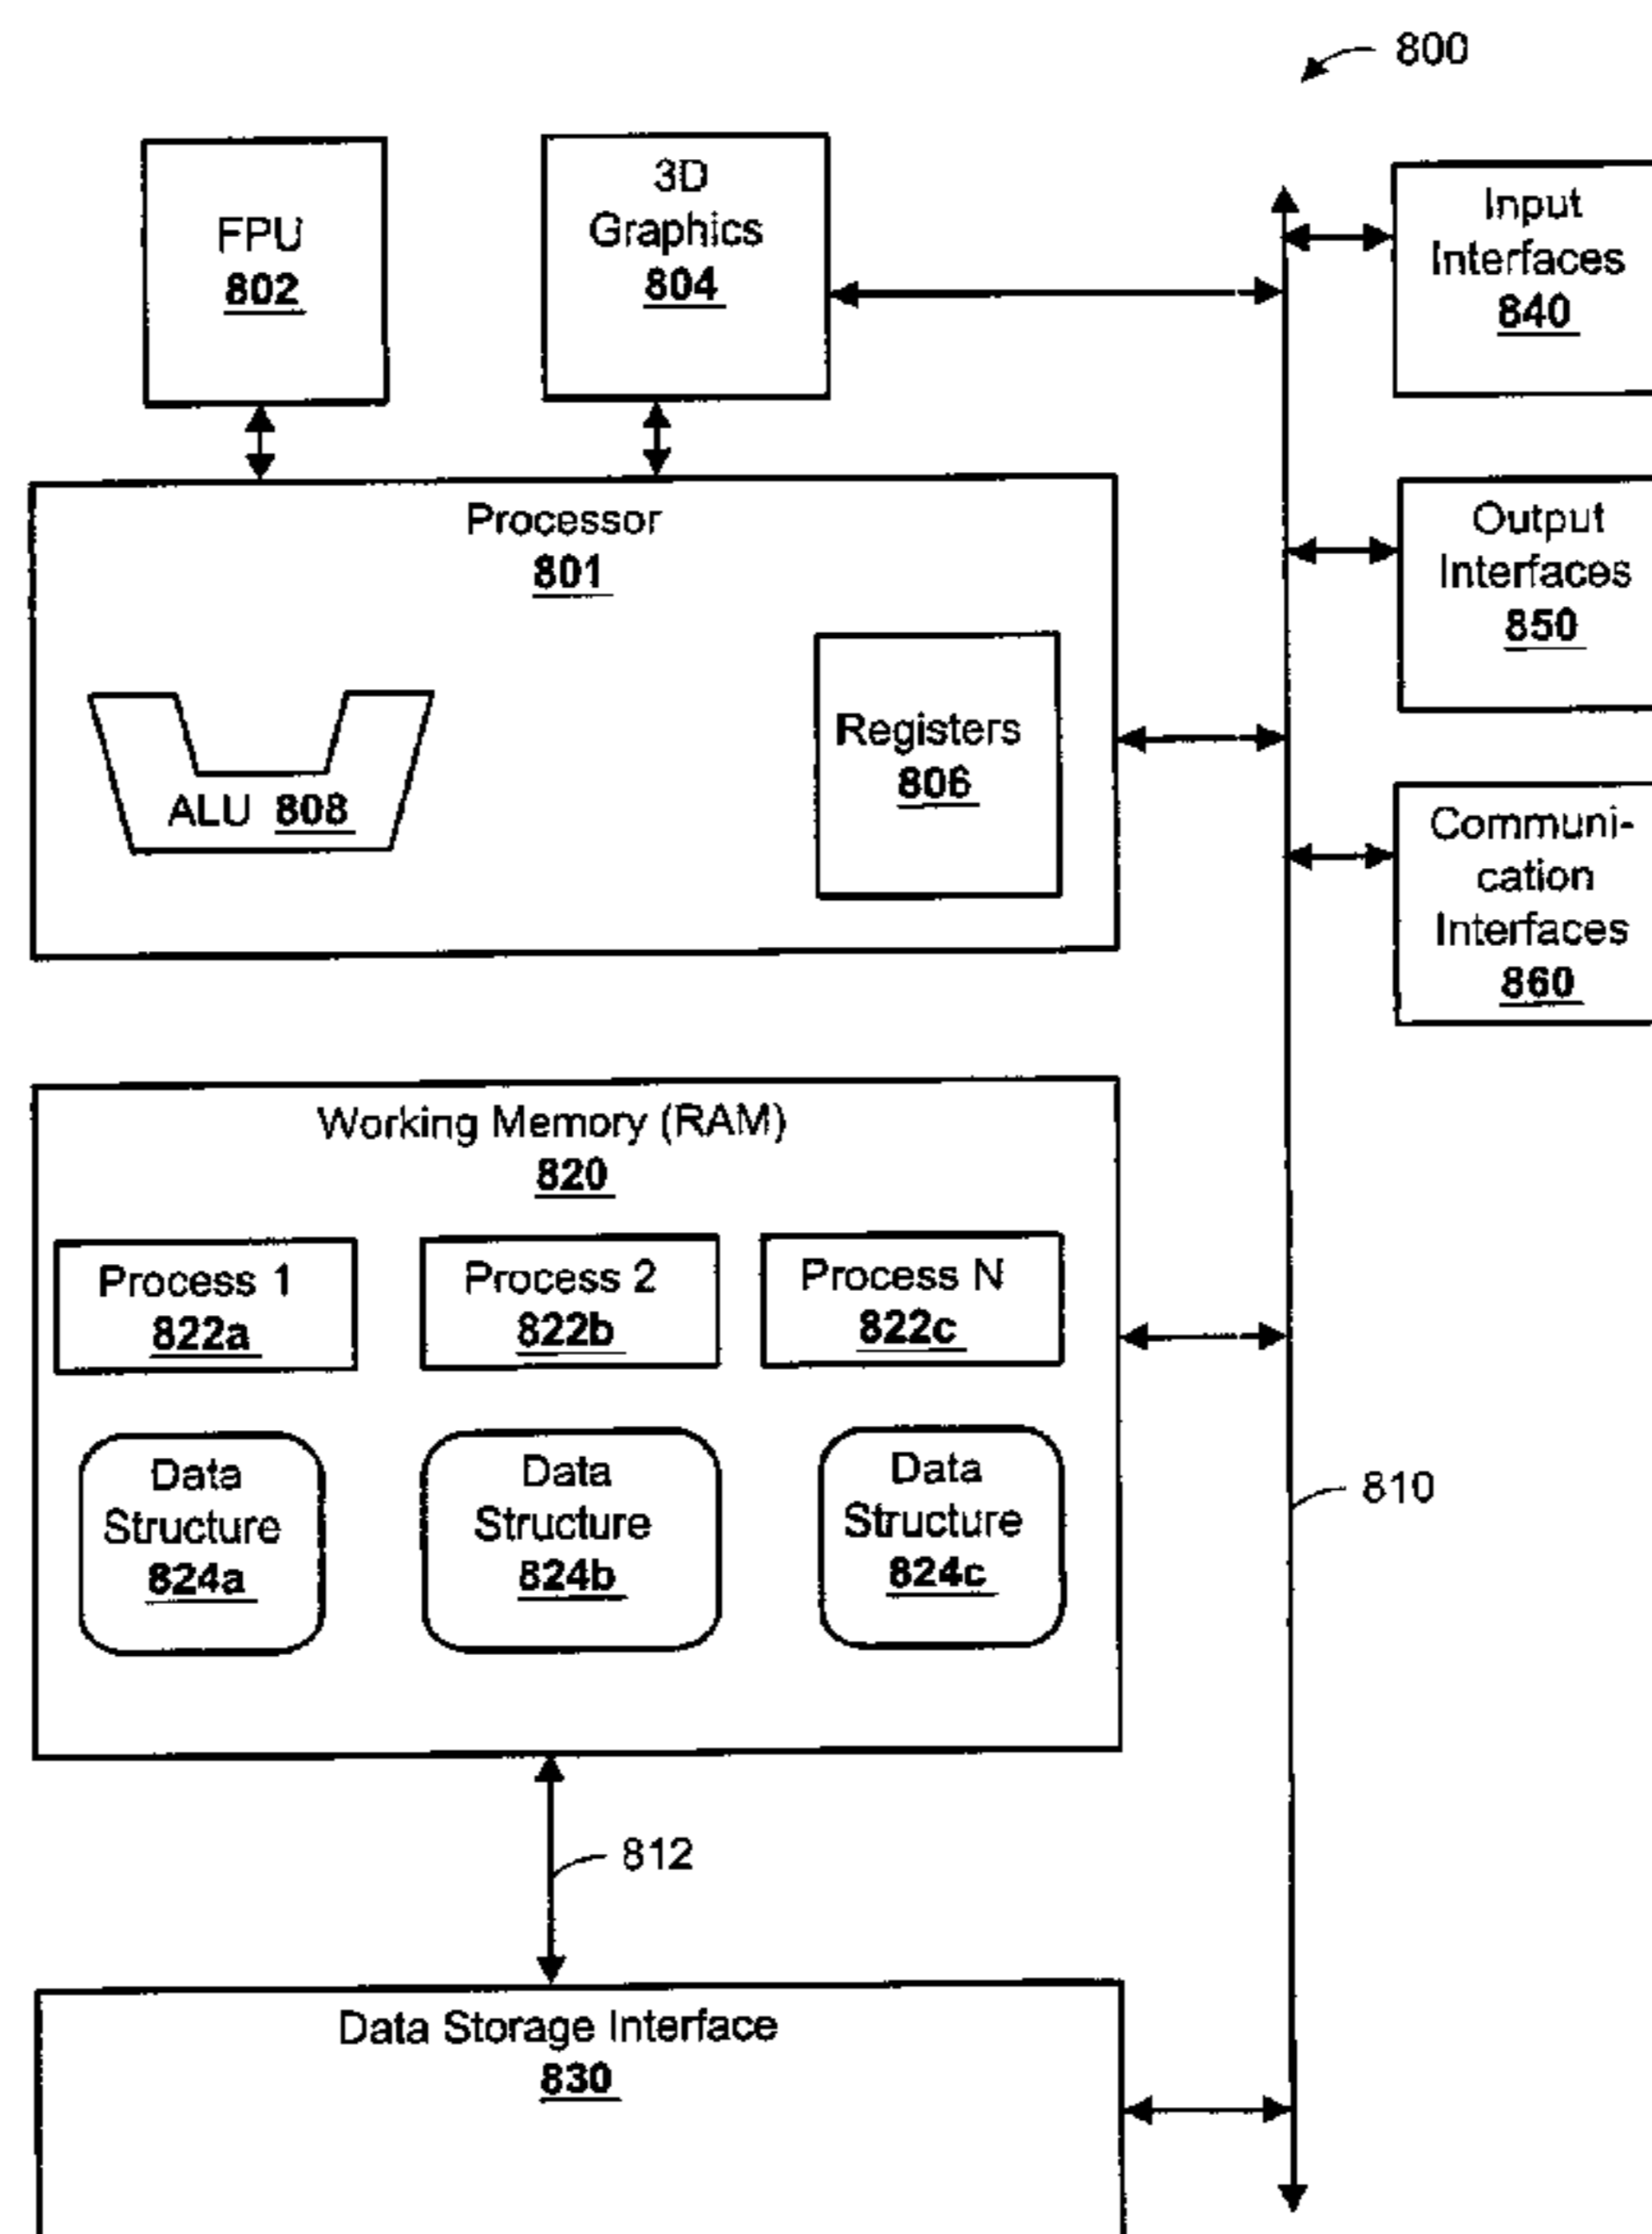 800
FPU
802
3D
Graphics
804
Input
Interfaces
840
Processor
801
ALU 808
Registers
806
Output
Interfaces
850
Communi-
cation
Interfaces
860
Working Memory (RAM)
820
Process 1
822a
Process 2
822b
Process N
822c
Data
Structure
824a
Data
Structure
824b
Data
Structure
824c
810
812
Data Storage Interface
830